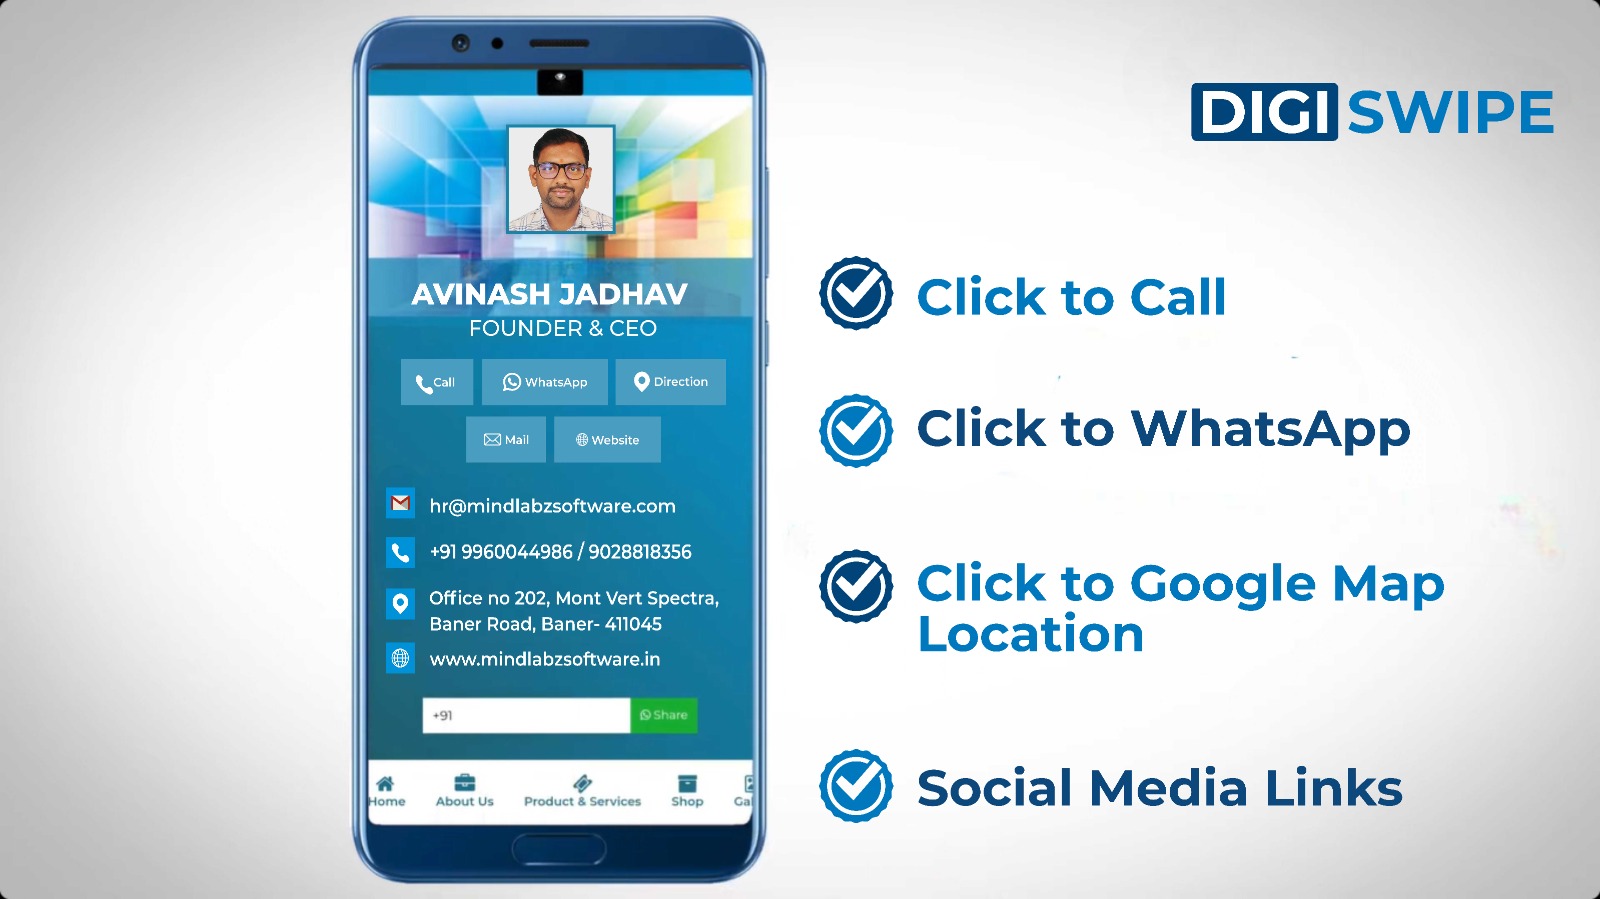 DIGI SWIPE
AVINASH JADHAV
FOUNDER & CEO
Call
WhatsApp
Direction
Mail
Website
hr@mindlabzsoftware.com
+91 9960044986 / 9028818356
Office no 202, Mont Vert Spectra,
Baner Road, Baner- 411045
www.mindlabzsoftware.in
+91
Share
Home
About Us
Product & Services
Shop
Gal
Click to Call
Click to WhatsApp
Click to Google Map
Location
Social Media Links